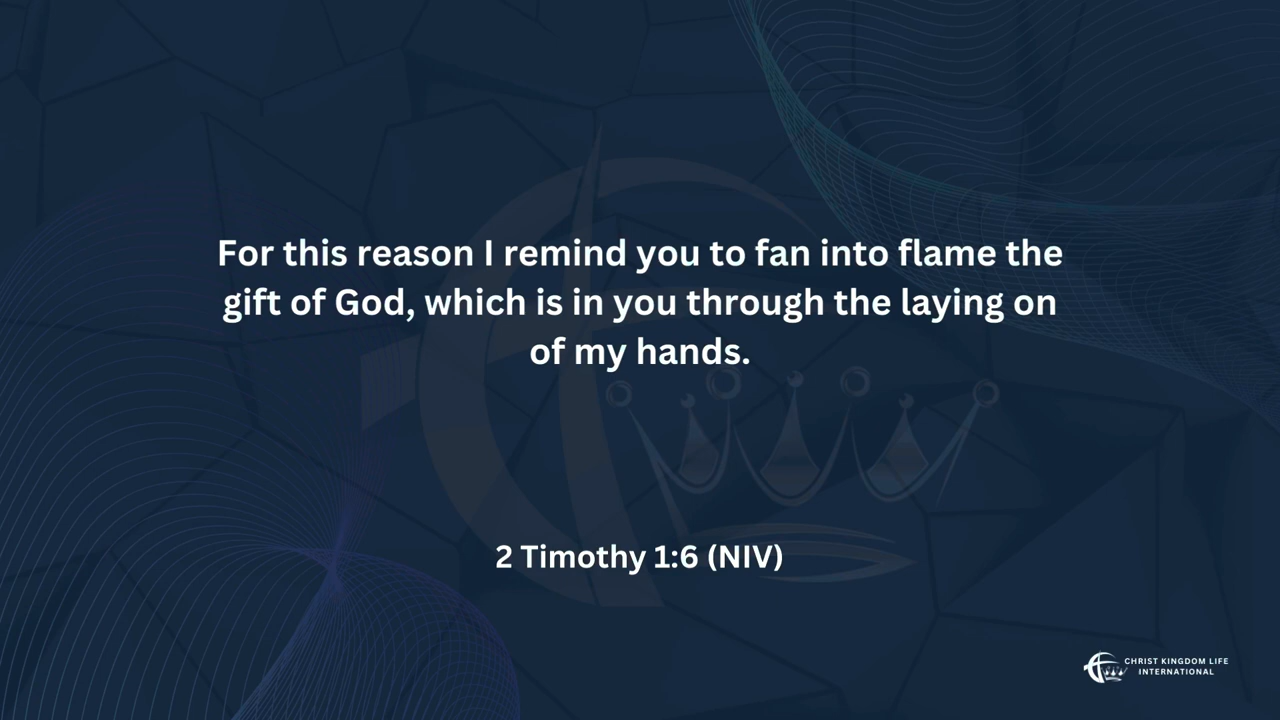 For this reason I remind you to fan into flame the
gift of God, which is in you through the laying on
of my hands.
2 Timothy 1:6 (NIV)
CHRIST KINGDOM LIFE
INTERNATIONAL